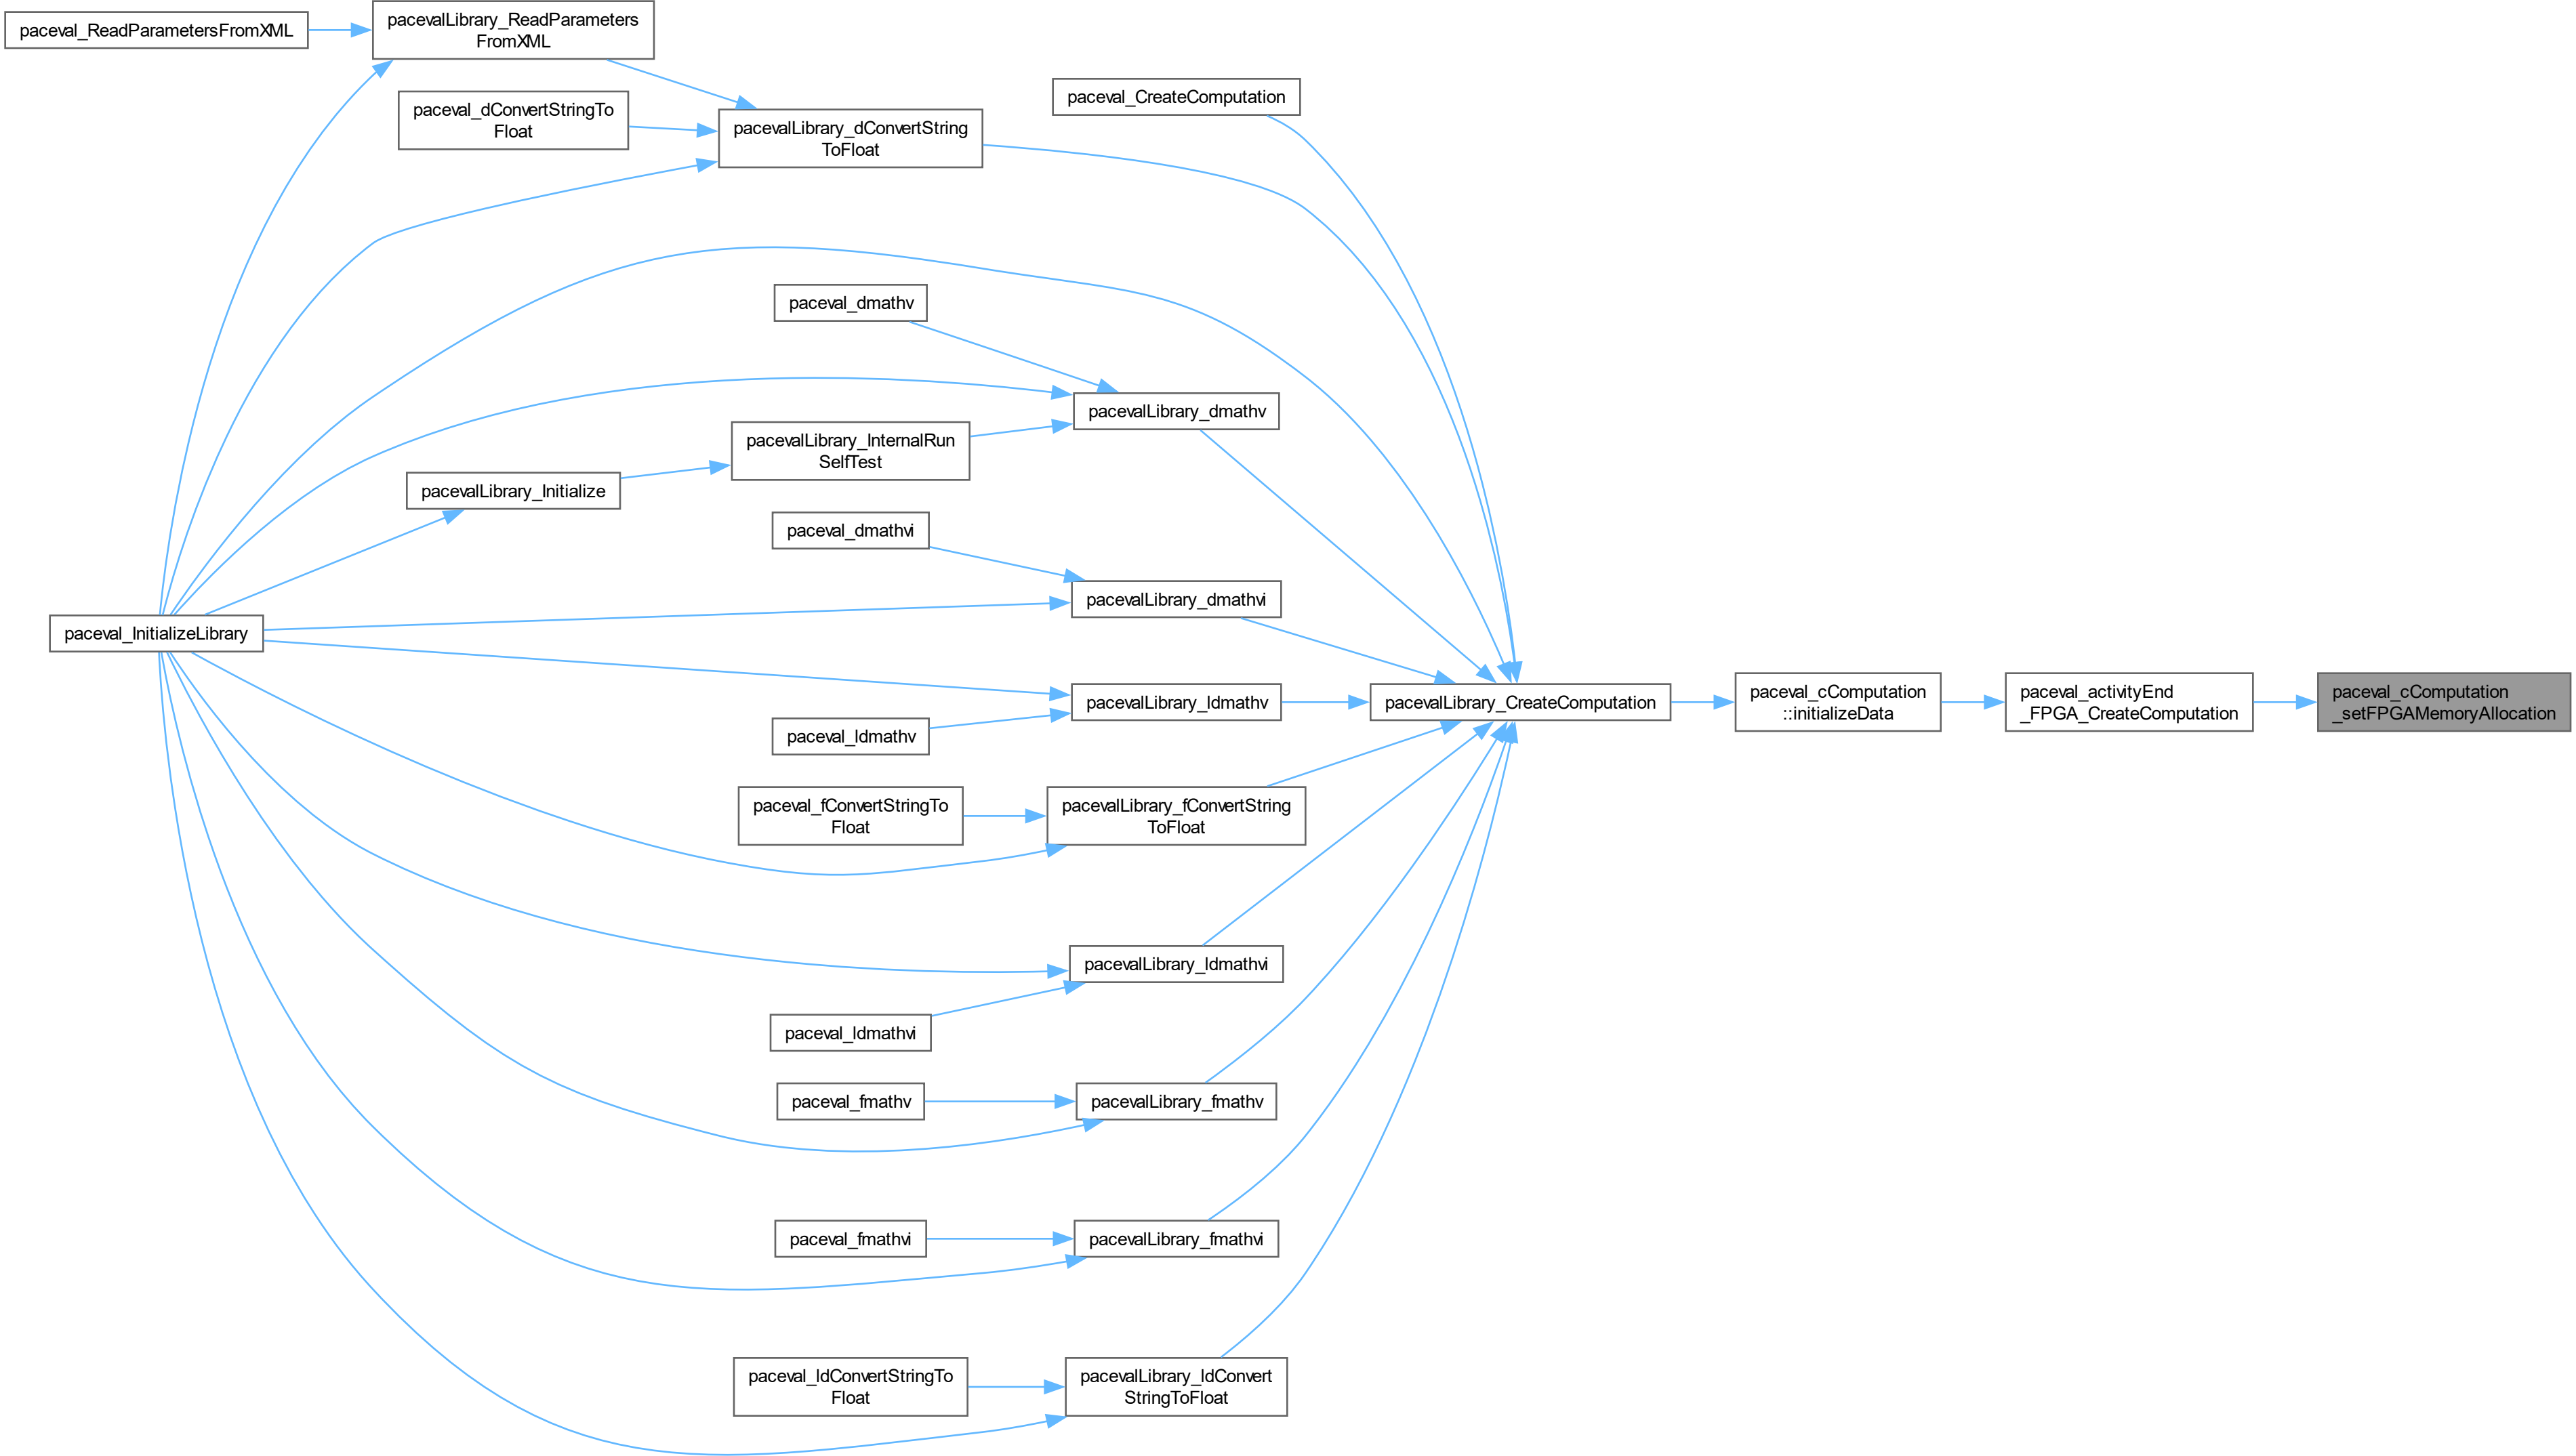 paceval_ReadParametersFromXML
pacevalLibrary_ReadParameters
FromXML
paceval_dConvertStringTo
Float
pacevalLibrary_dConvertString
ToFloat
paceval_CreateComputation
paceval_dmathv
pacevalLibrary_dmathv
pacevalLibrary_InternalRun
SelfTest
pacevalLibrary_Initialize
paceval_dmathvi
pacevalLibrary_dmathvi
paceval_InitializeLibrary
pacevalLibrary_ldmathv
paceval_ldmathv
pacevalLibrary_CreateComputation
paceval_cComputation
::initializeData
paceval_activityEnd
_FPGA_CreateComputation
paceval_cComputation
_setFPGAMemoryAllocation
paceval_fConvertStringTo
Float
pacevalLibrary_fConvertString
ToFloat
pacevalLibrary_ldmathvi
paceval_ldmathvi
paceval_fmathv
pacevalLibrary_fmathv
paceval_fmathvi
pacevalLibrary_fmathvi
paceval_ldConvertStringTo
Float
pacevalLibrary_ldConvert
StringToFloat